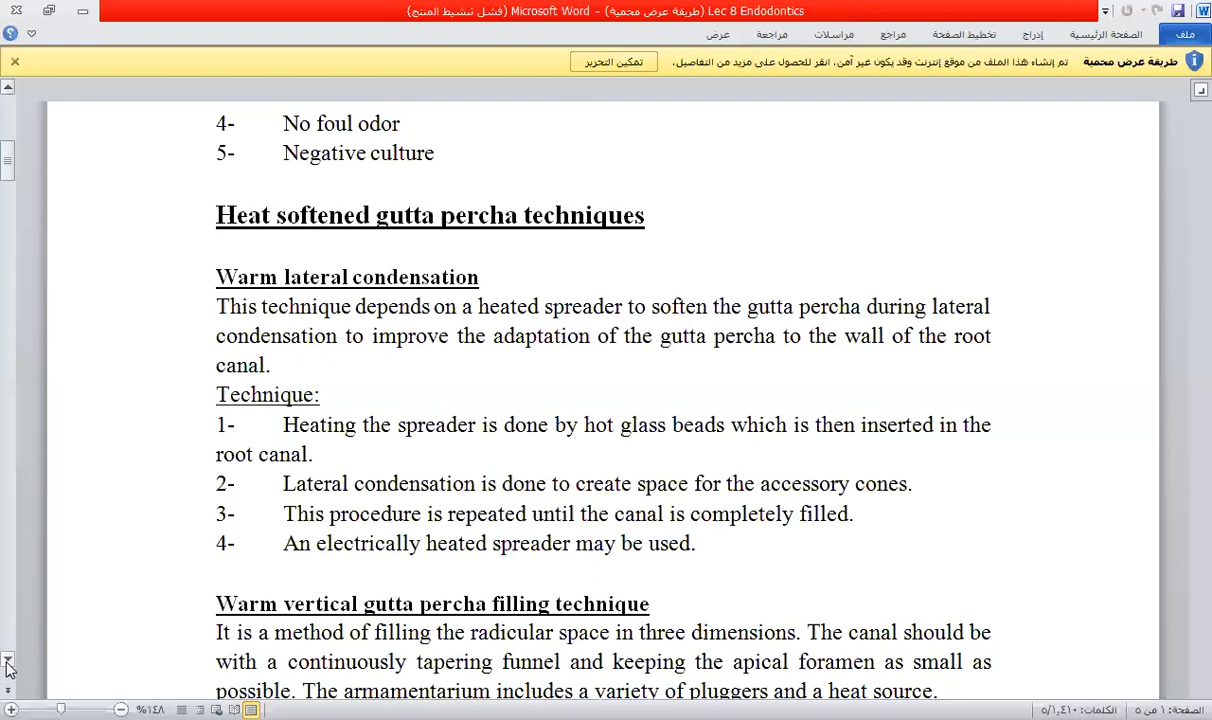 Lec 8 Endodontics (طريقة عرض محمية) - Microsoft Word (فشل تنشيط المنتج)
ملف الصفحة الرئيسية إدراج تخطيط الصفحة مراجع مراسلات مراجعة عرض
طريقة عرض محمية تم إنشاء هذا الملف من موقع إنترنت وقد يكون غير آمن. انقر للحصول على مزيد من التفاصيل. تمكين التحرير
4- No foul odor
5- Negative culture
Heat softened gutta percha techniques
Warm lateral condensation
This technique depends on a heated spreader to soften the gutta percha during lateral
condensation to improve the adaptation of the gutta percha to the wall of the root
canal.
Technique:
1- Heating the spreader is done by hot glass beads which is then inserted in the
root canal.
2- Lateral condensation is done to create space for the accessory cones.
3- This procedure is repeated until the canal is completely filled.
4- An electrically heated spreader may be used.
Warm vertical gutta percha filling technique
It is a method of filling the radicular space in three dimensions. The canal should be
with a continuously tapering funnel and keeping the apical foramen as small as
possible. The armamentarium includes a variety of pluggers and a heat source.
الصفحة: ١ من ٥ الكلمات: ٥/١,٤١٠ %١٤٨